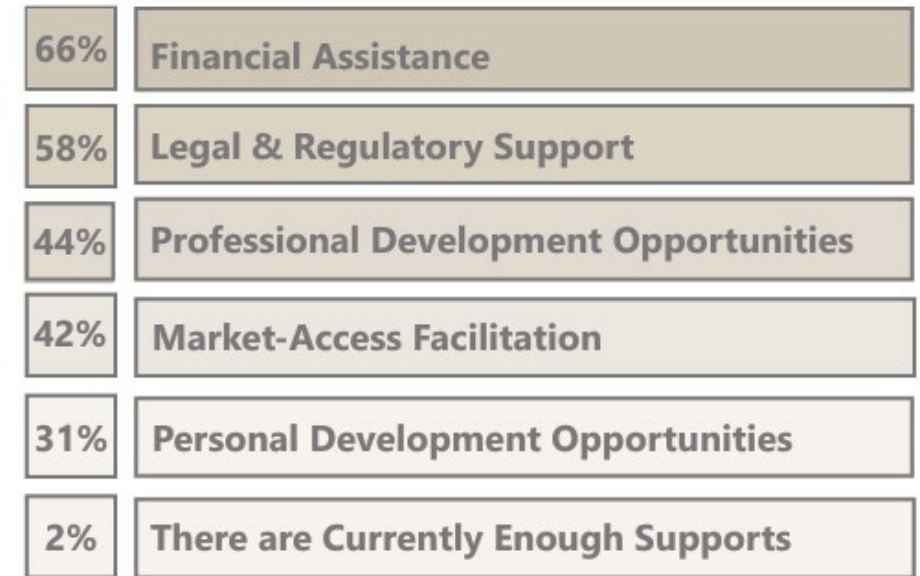 66% Financial Assistance
58% Legal & Regulatory Support
44% Professional Development Opportunities
42% Market-Access Facilitation
31% Personal Development Opportunities
2% There are Currently Enough Supports